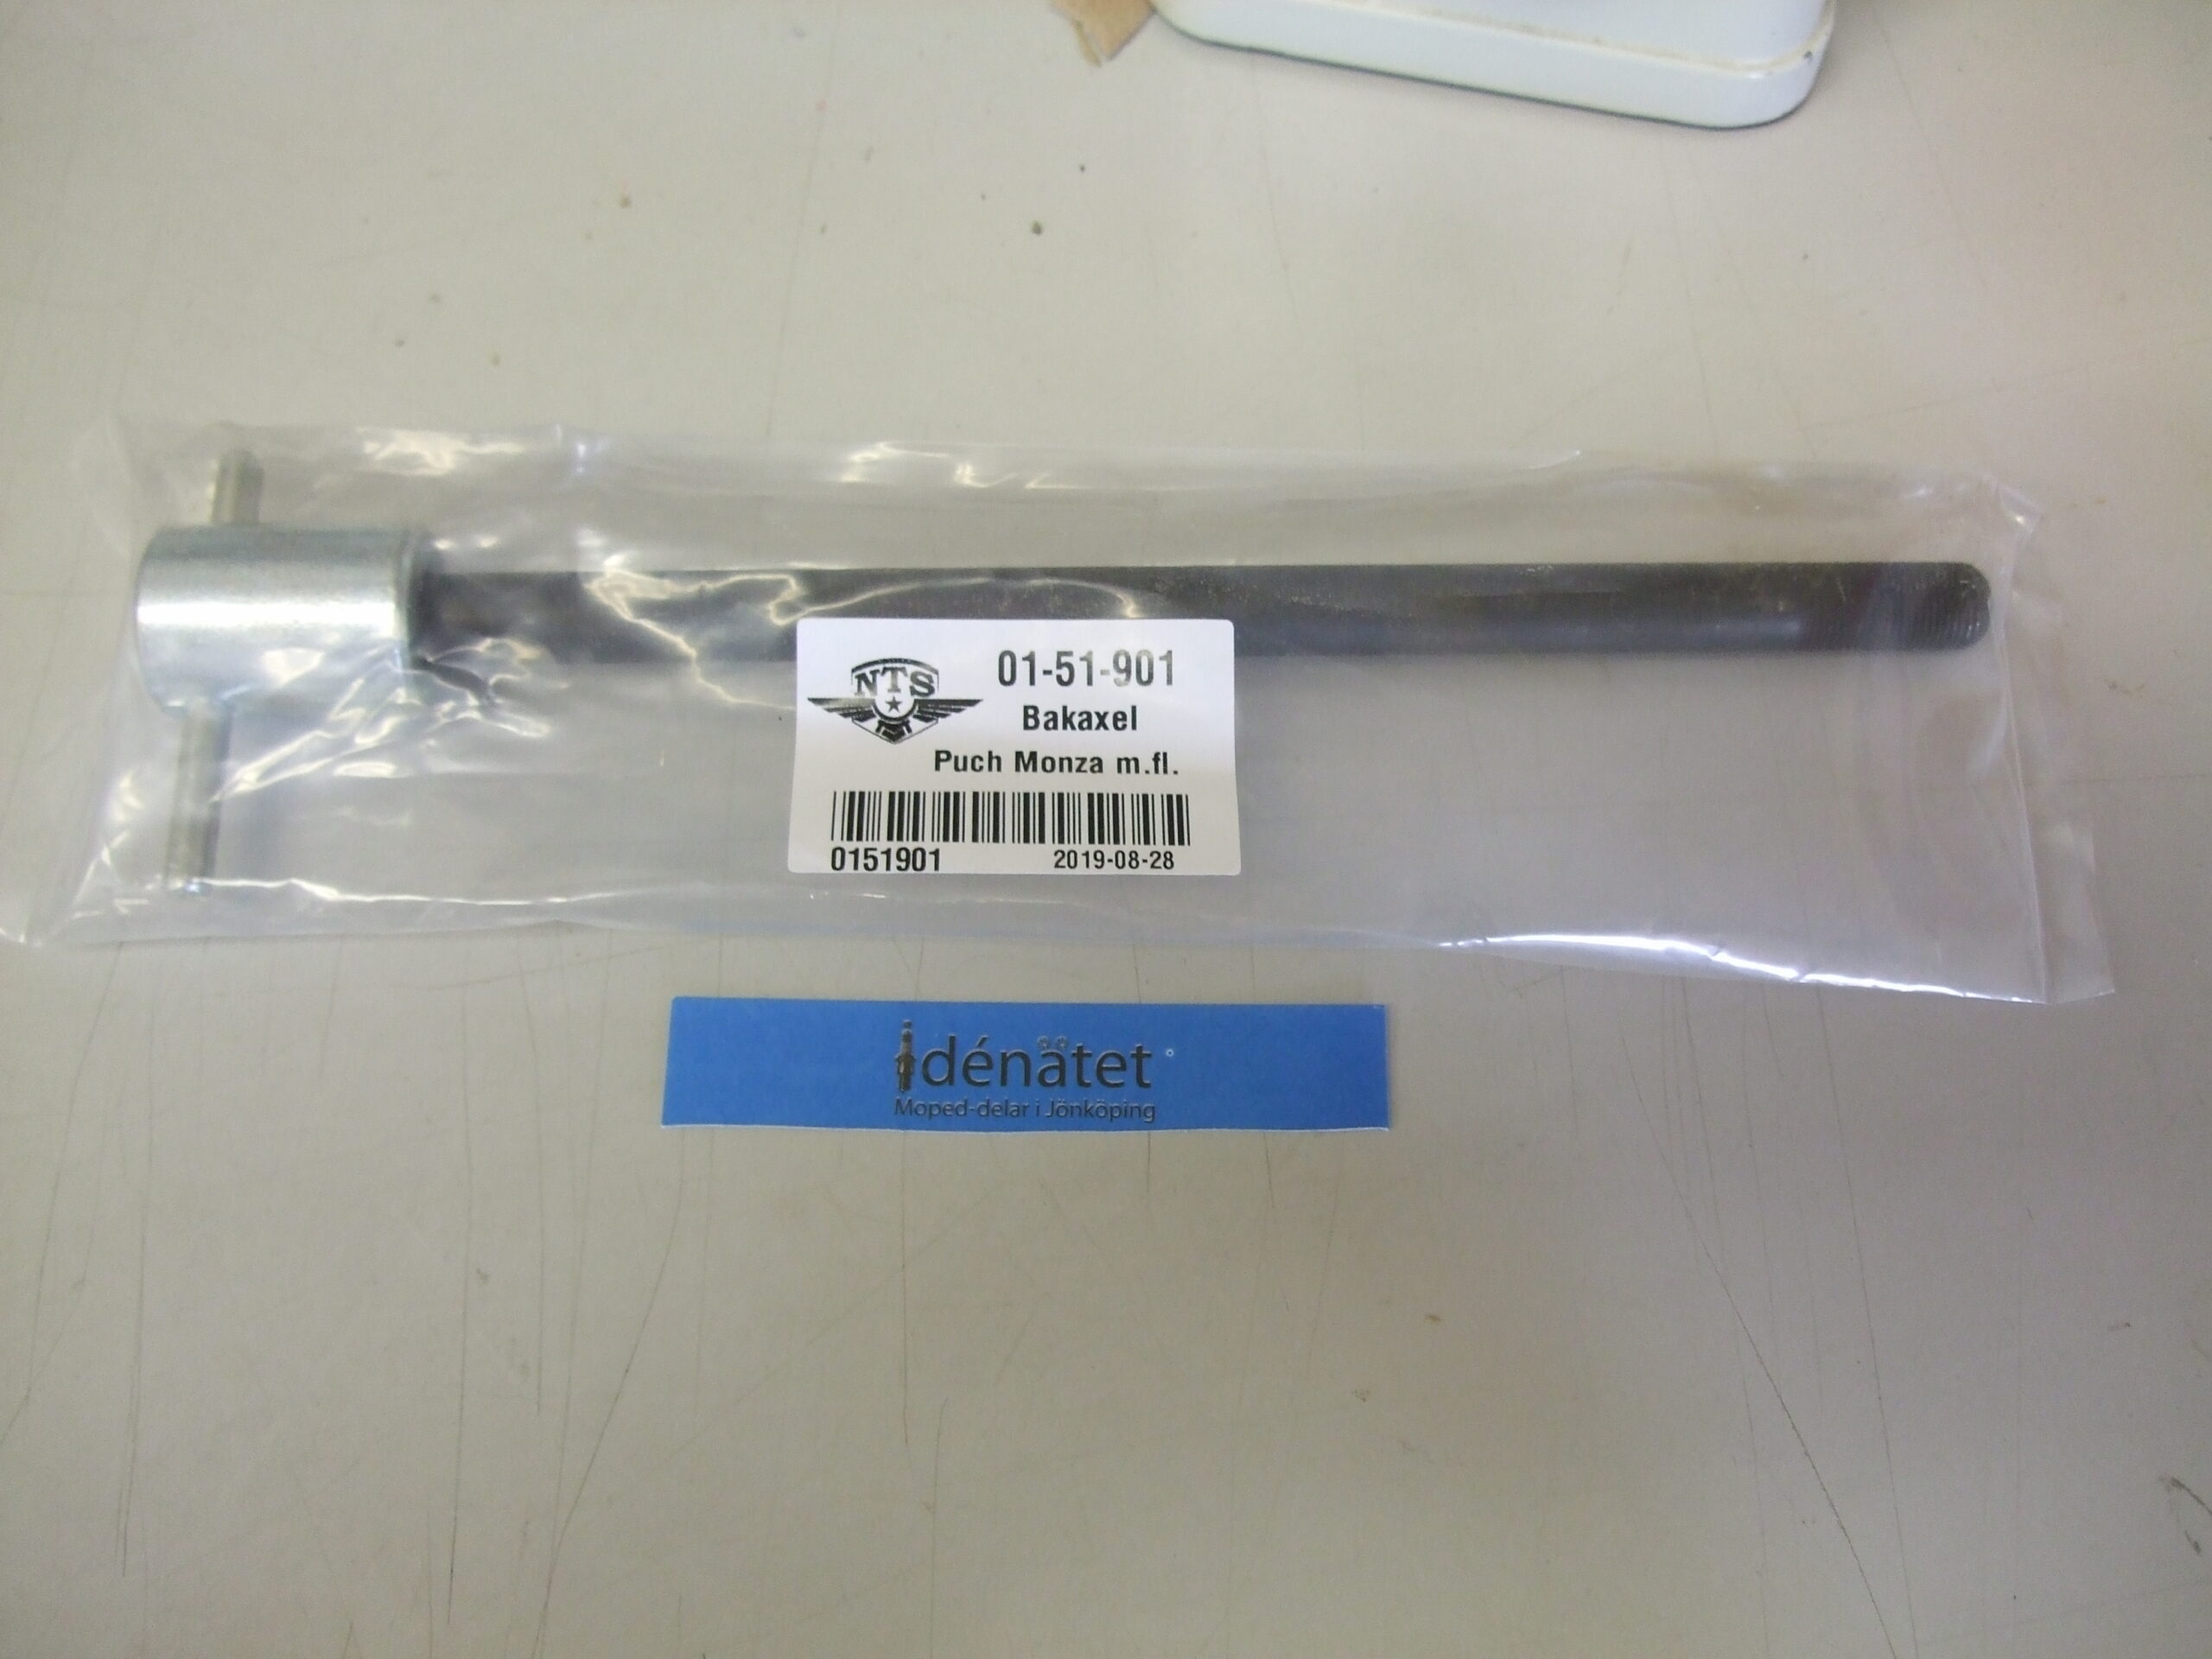 NTS
01-51-901
Bakaxel
Puch Monza m.fl.
0151901 2019-08-28
Idénätet
Moped-delar i Jönköping